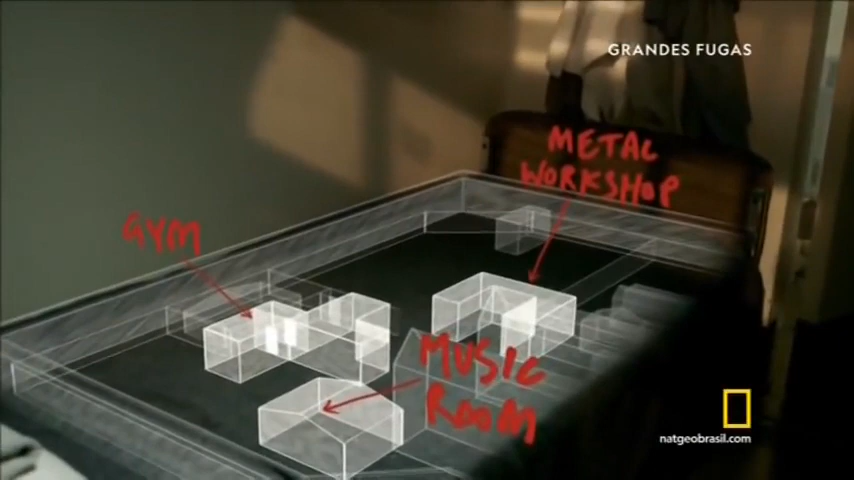 GRANDES FUGAS
METAL
WORKSHOP
GYM
MUSIC
ROOM
natgeobrasil.com